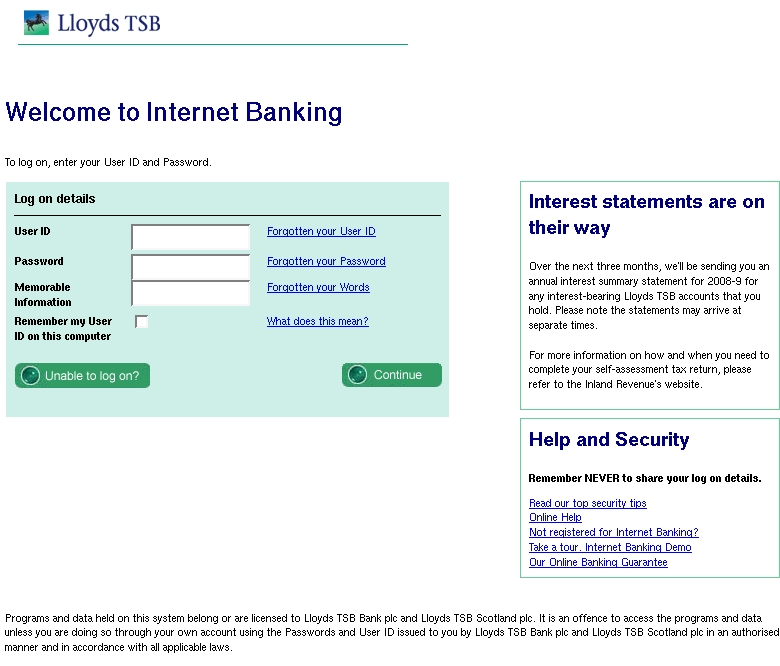 Lloyds TSB
Welcome to Internet Banking
To log on, enter your User ID and Password.
Log on details
User ID
Forgotten your User ID
Password
Forgotten your Password
Memorable
Information
Forgotten your Words
Remember my User
ID on this computer
What does this mean?
Unable to log on?
Continue
Interest statements are on
their way
Over the next three months, we'll be sending you an
annual interest summary statement for 2008-9 for
any interest-bearing Lloyds TSB accounts that you
hold. Please note the statements may arrive at
separate times.
For more information on how and when you need to
complete your self-assessment tax return, please
refer to the Inland Revenue's website.
Help and Security
Remember NEVER to share your log on details.
Read our top security tips
Online Help
Not registered for Internet Banking?
Take a tour. Internet Banking Demo
Our Online Banking Guarantee
Programs and data held on this system belong or are licensed to Lloyds TSB Bank plc and Lloyds TSB Scotland plc. It is an offence to access the programs and data
unless you are doing so through your own account using the Passwords and User ID issued to you by Lloyds TSB Bank plc and Lloyds TSB Scotland plc in an authorised
manner and in accordance with all applicable laws.